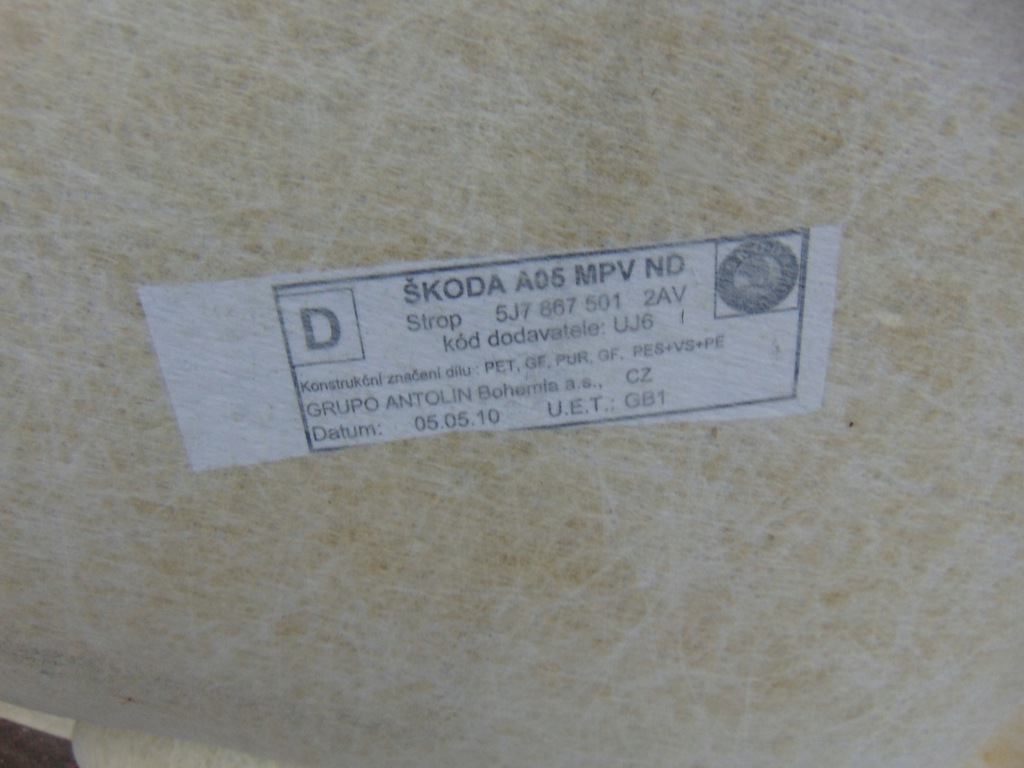 D
ŠKODA A05 MPV ND
Strop 5J7 867 501 2AV
kód dodavatele: UJ6
Konstrukční značení dílu : PET, GF, PUR, GF, PES+VS+PE
GRUPO ANTOLIN Bohemia a.s., CZ
Datum: 05.05.10 U.E.T.: GB1